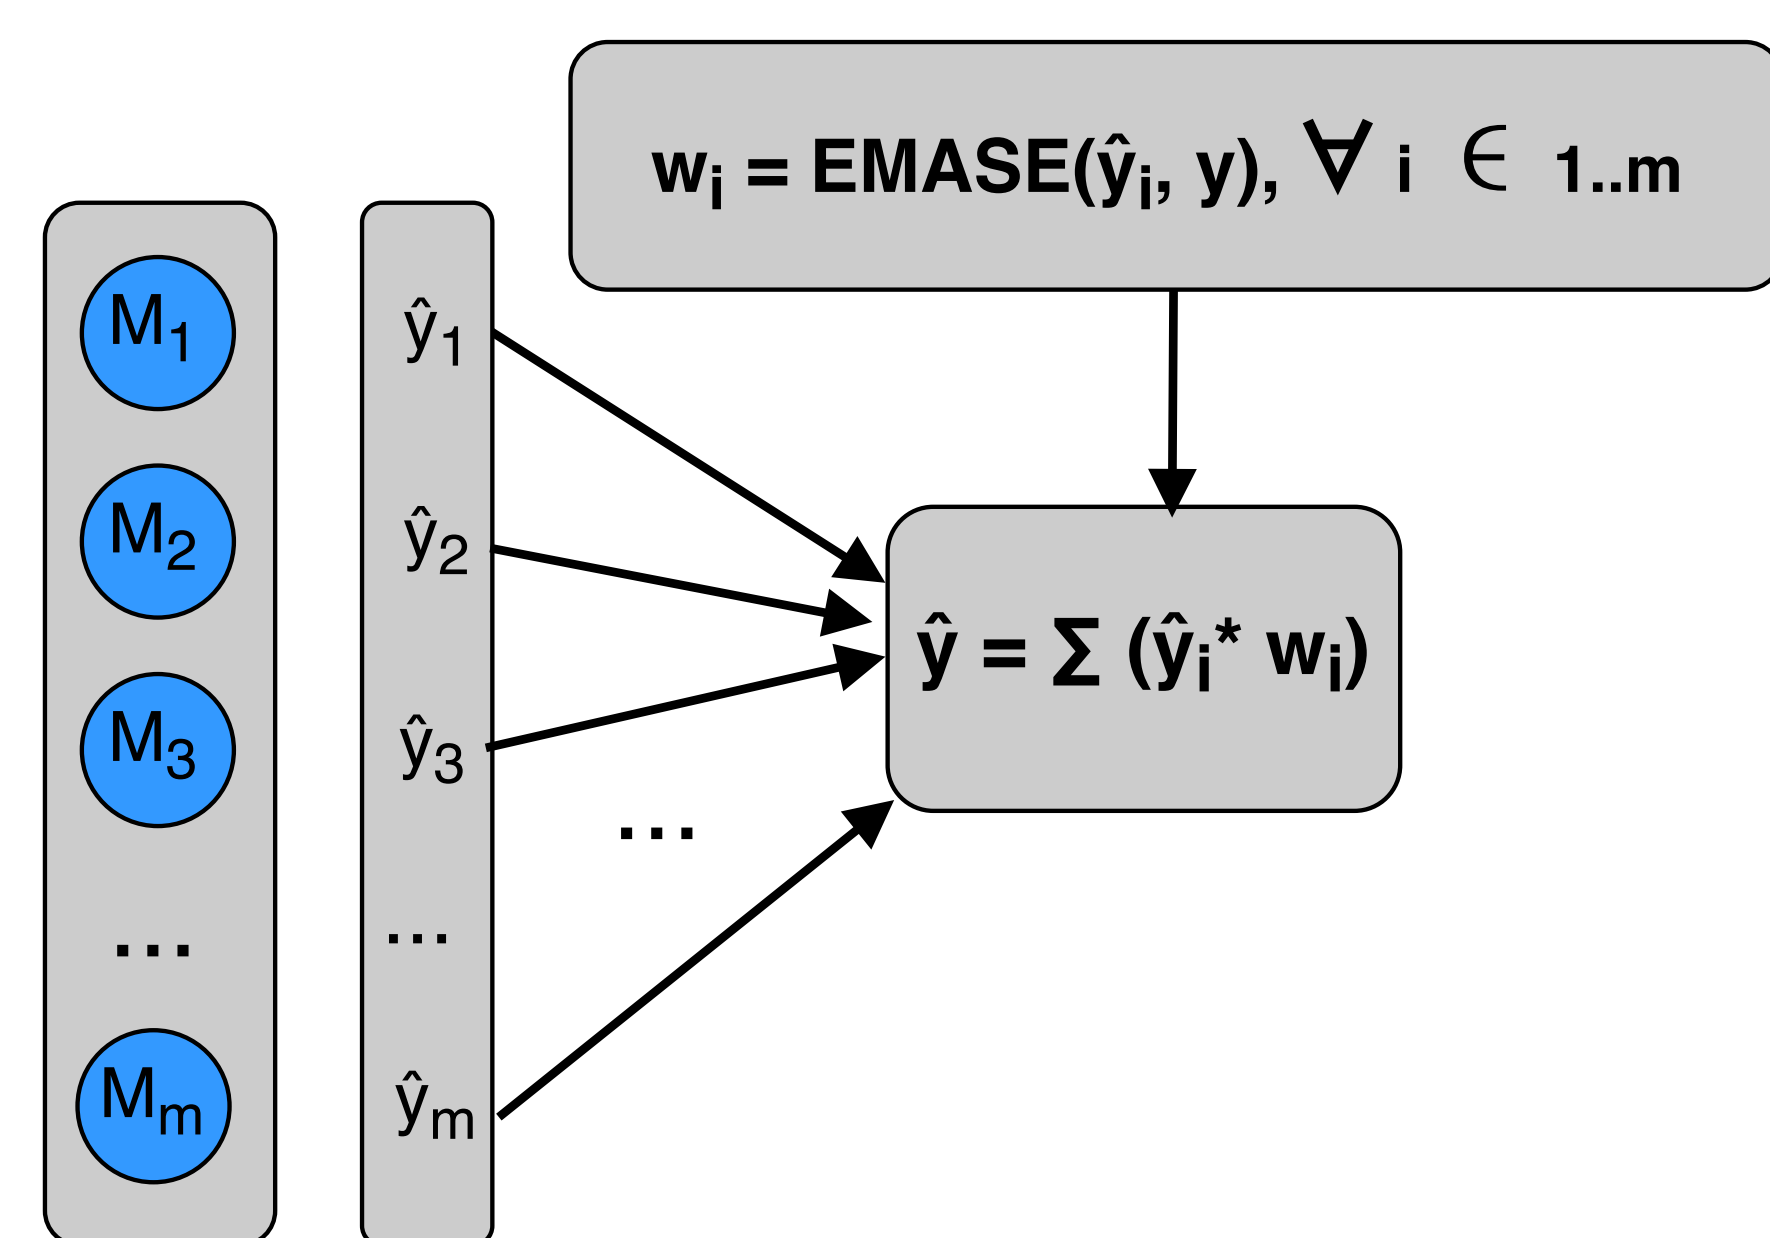 wᵢ = EMASE(ŷᵢ, y), ∀ i ∈ 1..m
M₁
M₂
M₃
...
Mₘ
ŷ₁
ŷ₂
ŷ₃
...
ŷₘ
...
ŷ = Σ (ŷᵢ* wᵢ)